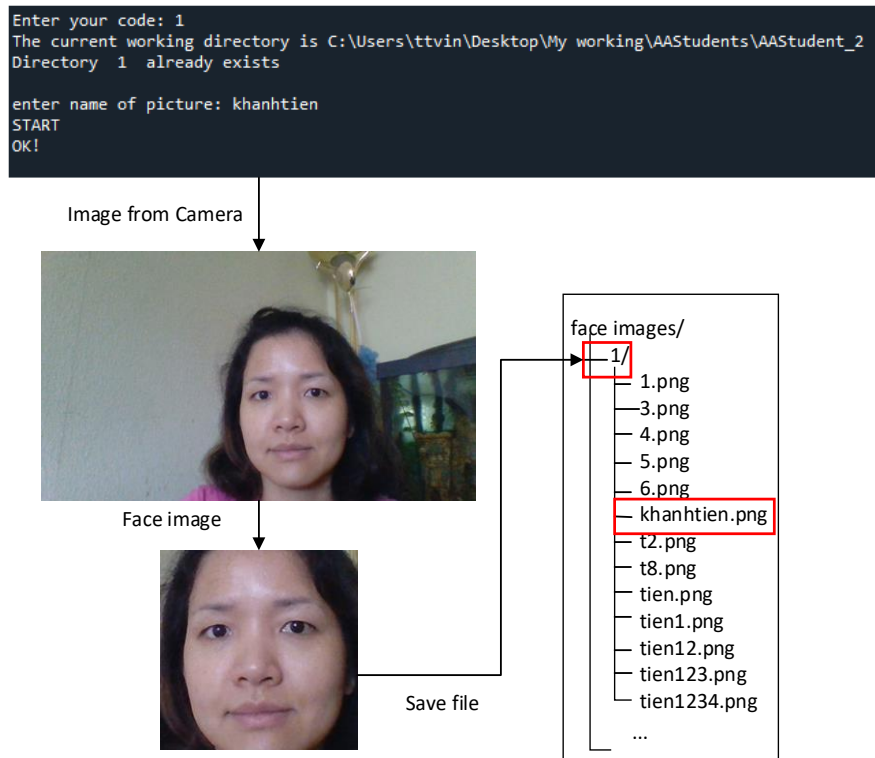 Enter your code: 1
The current working directory is C:\Users\ttvin\Desktop\My working\AAStudents\AAStudent_2
Directory  1  already exists
enter name of picture: khanhtien
START
OK!
Image from Camera
Face image
Save file
face images/
1/
1.png
3.png
4.png
5.png
6.png
khanhtien.png
t2.png
t8.png
tien.png
tien1.png
tien12.png
tien123.png
tien1234.png
...